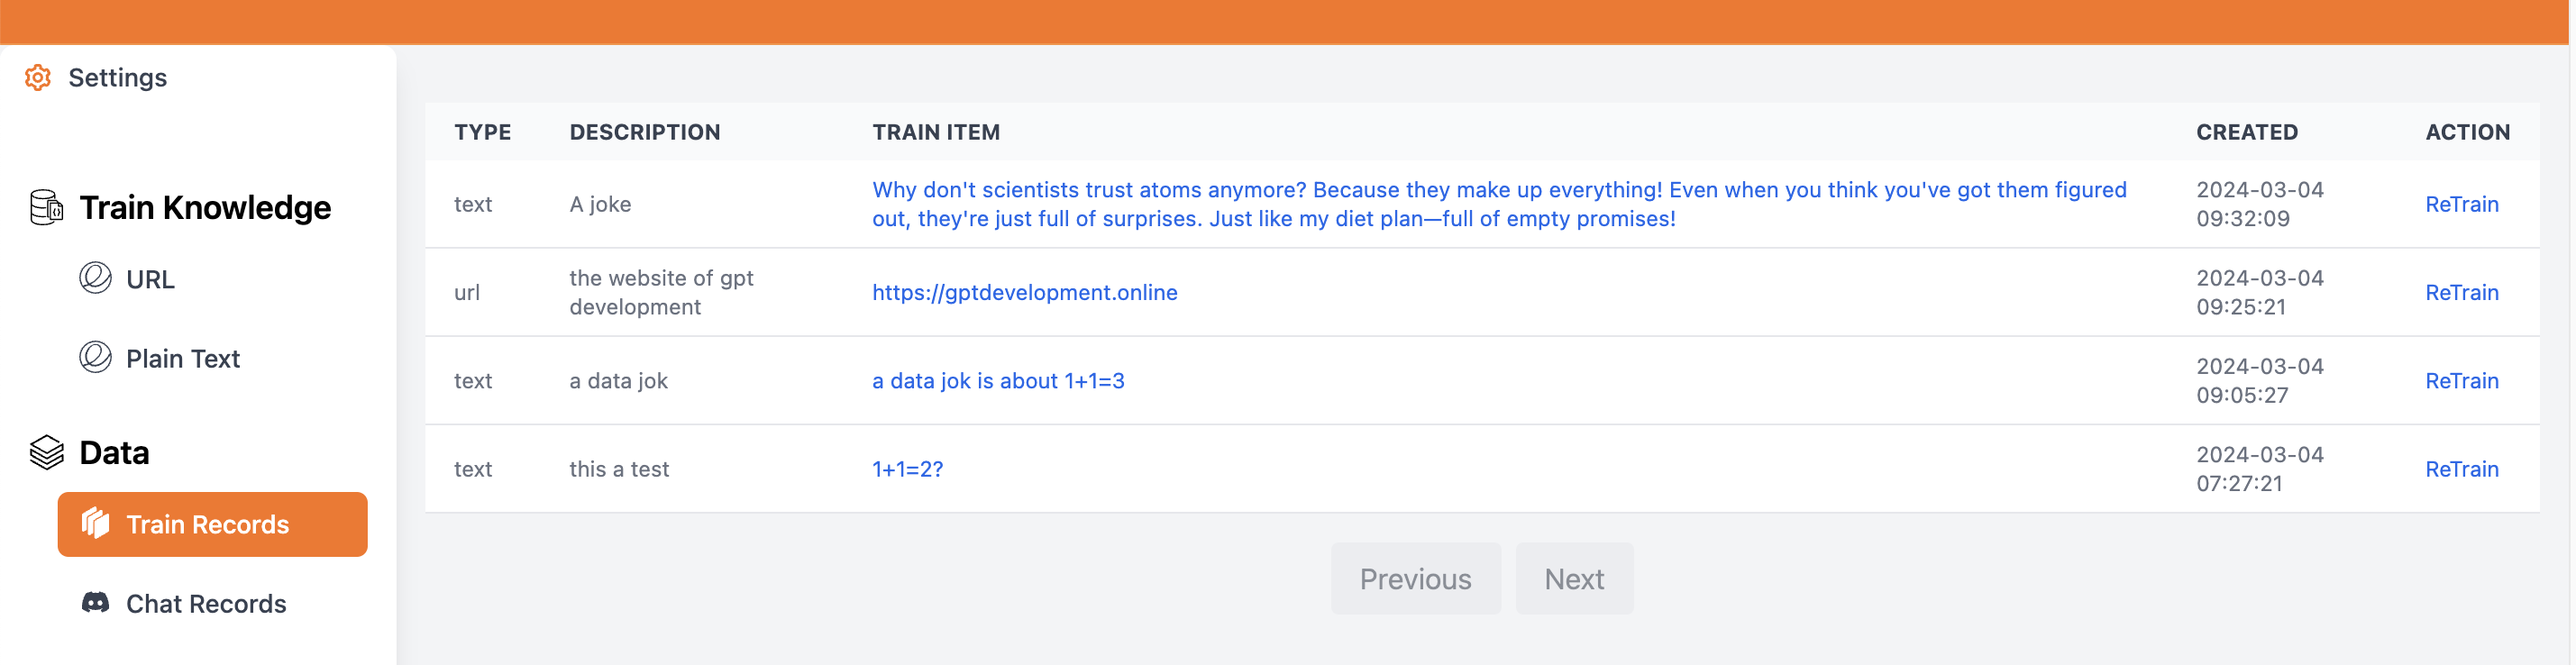 Settings
Train Knowledge
URL
Plain Text
Data
Train Records
Chat Records
TYPE DESCRIPTION TRAIN ITEM CREATED ACTION
text A joke Why don't scientists trust atoms anymore? Because they make up everything! Even when you think you've got them figured 2024-03-04 ReTrain
out, they're just full of surprises. Just like my diet plan—full of empty promises! 09:32:09
url the website of gpt https://gptdevelopment.online 2024-03-04 ReTrain
development 09:25:21
text a data jok a data jok is about 1+1=3 2024-03-04 ReTrain
09:05:27
text this a test 1+1=2? 2024-03-04 ReTrain
07:27:21
Previous Next